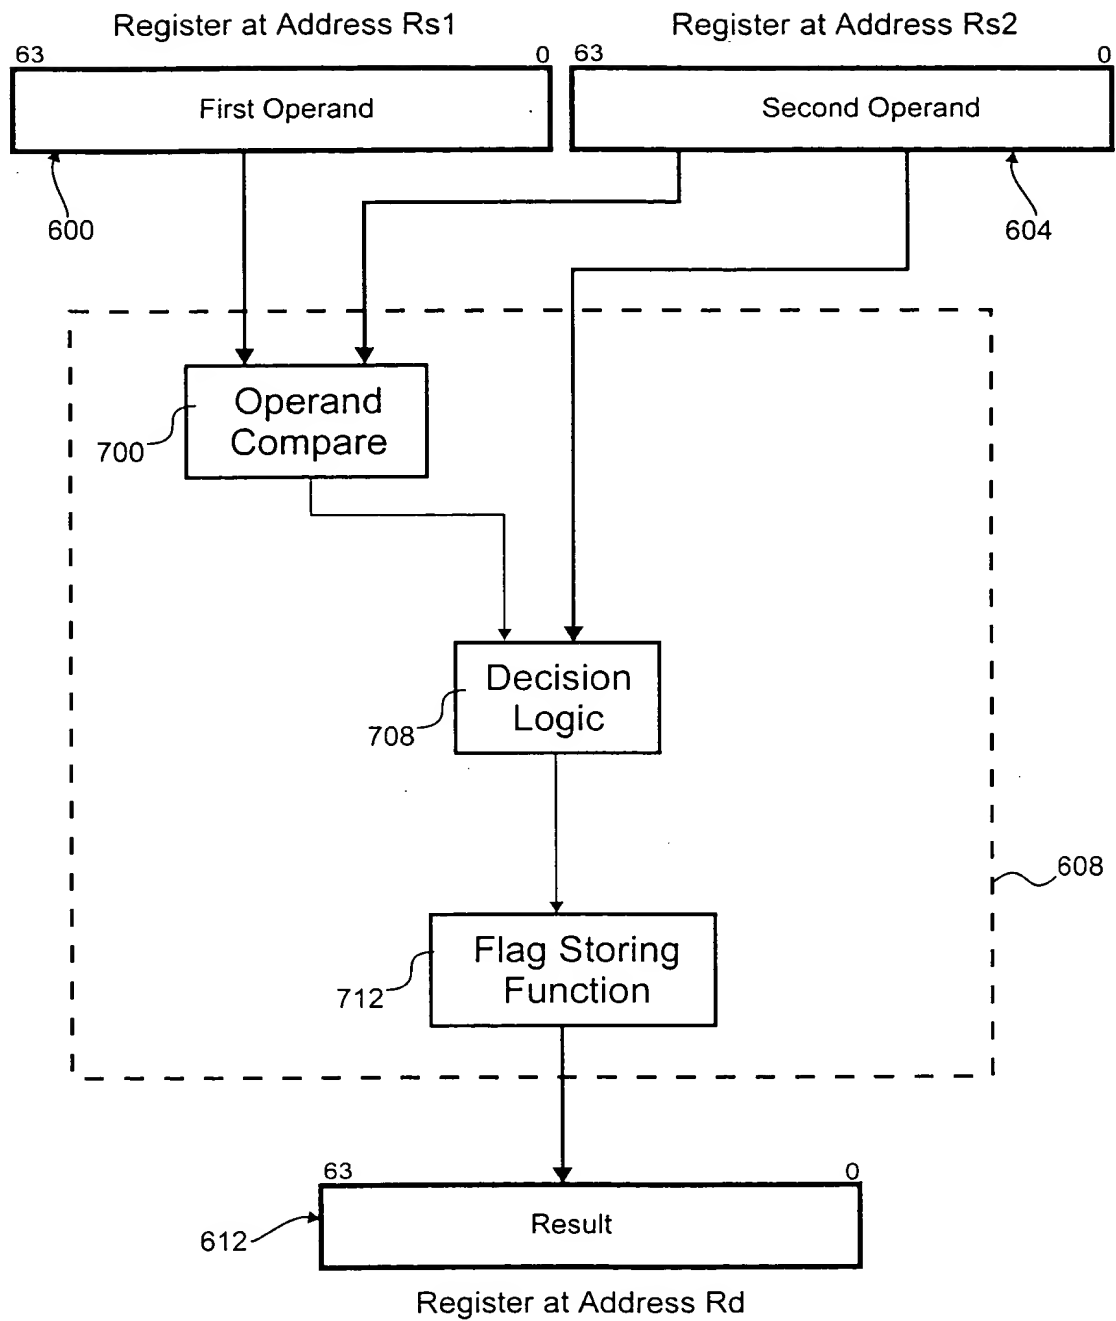 Register at Address Rs1
Register at Address Rs2
63
0
63
0
First Operand
Second Operand
600
604
Operand
Compare
700
Decision
Logic
708
608
Flag Storing
Function
712
63
0
Result
612
Register at Address Rd